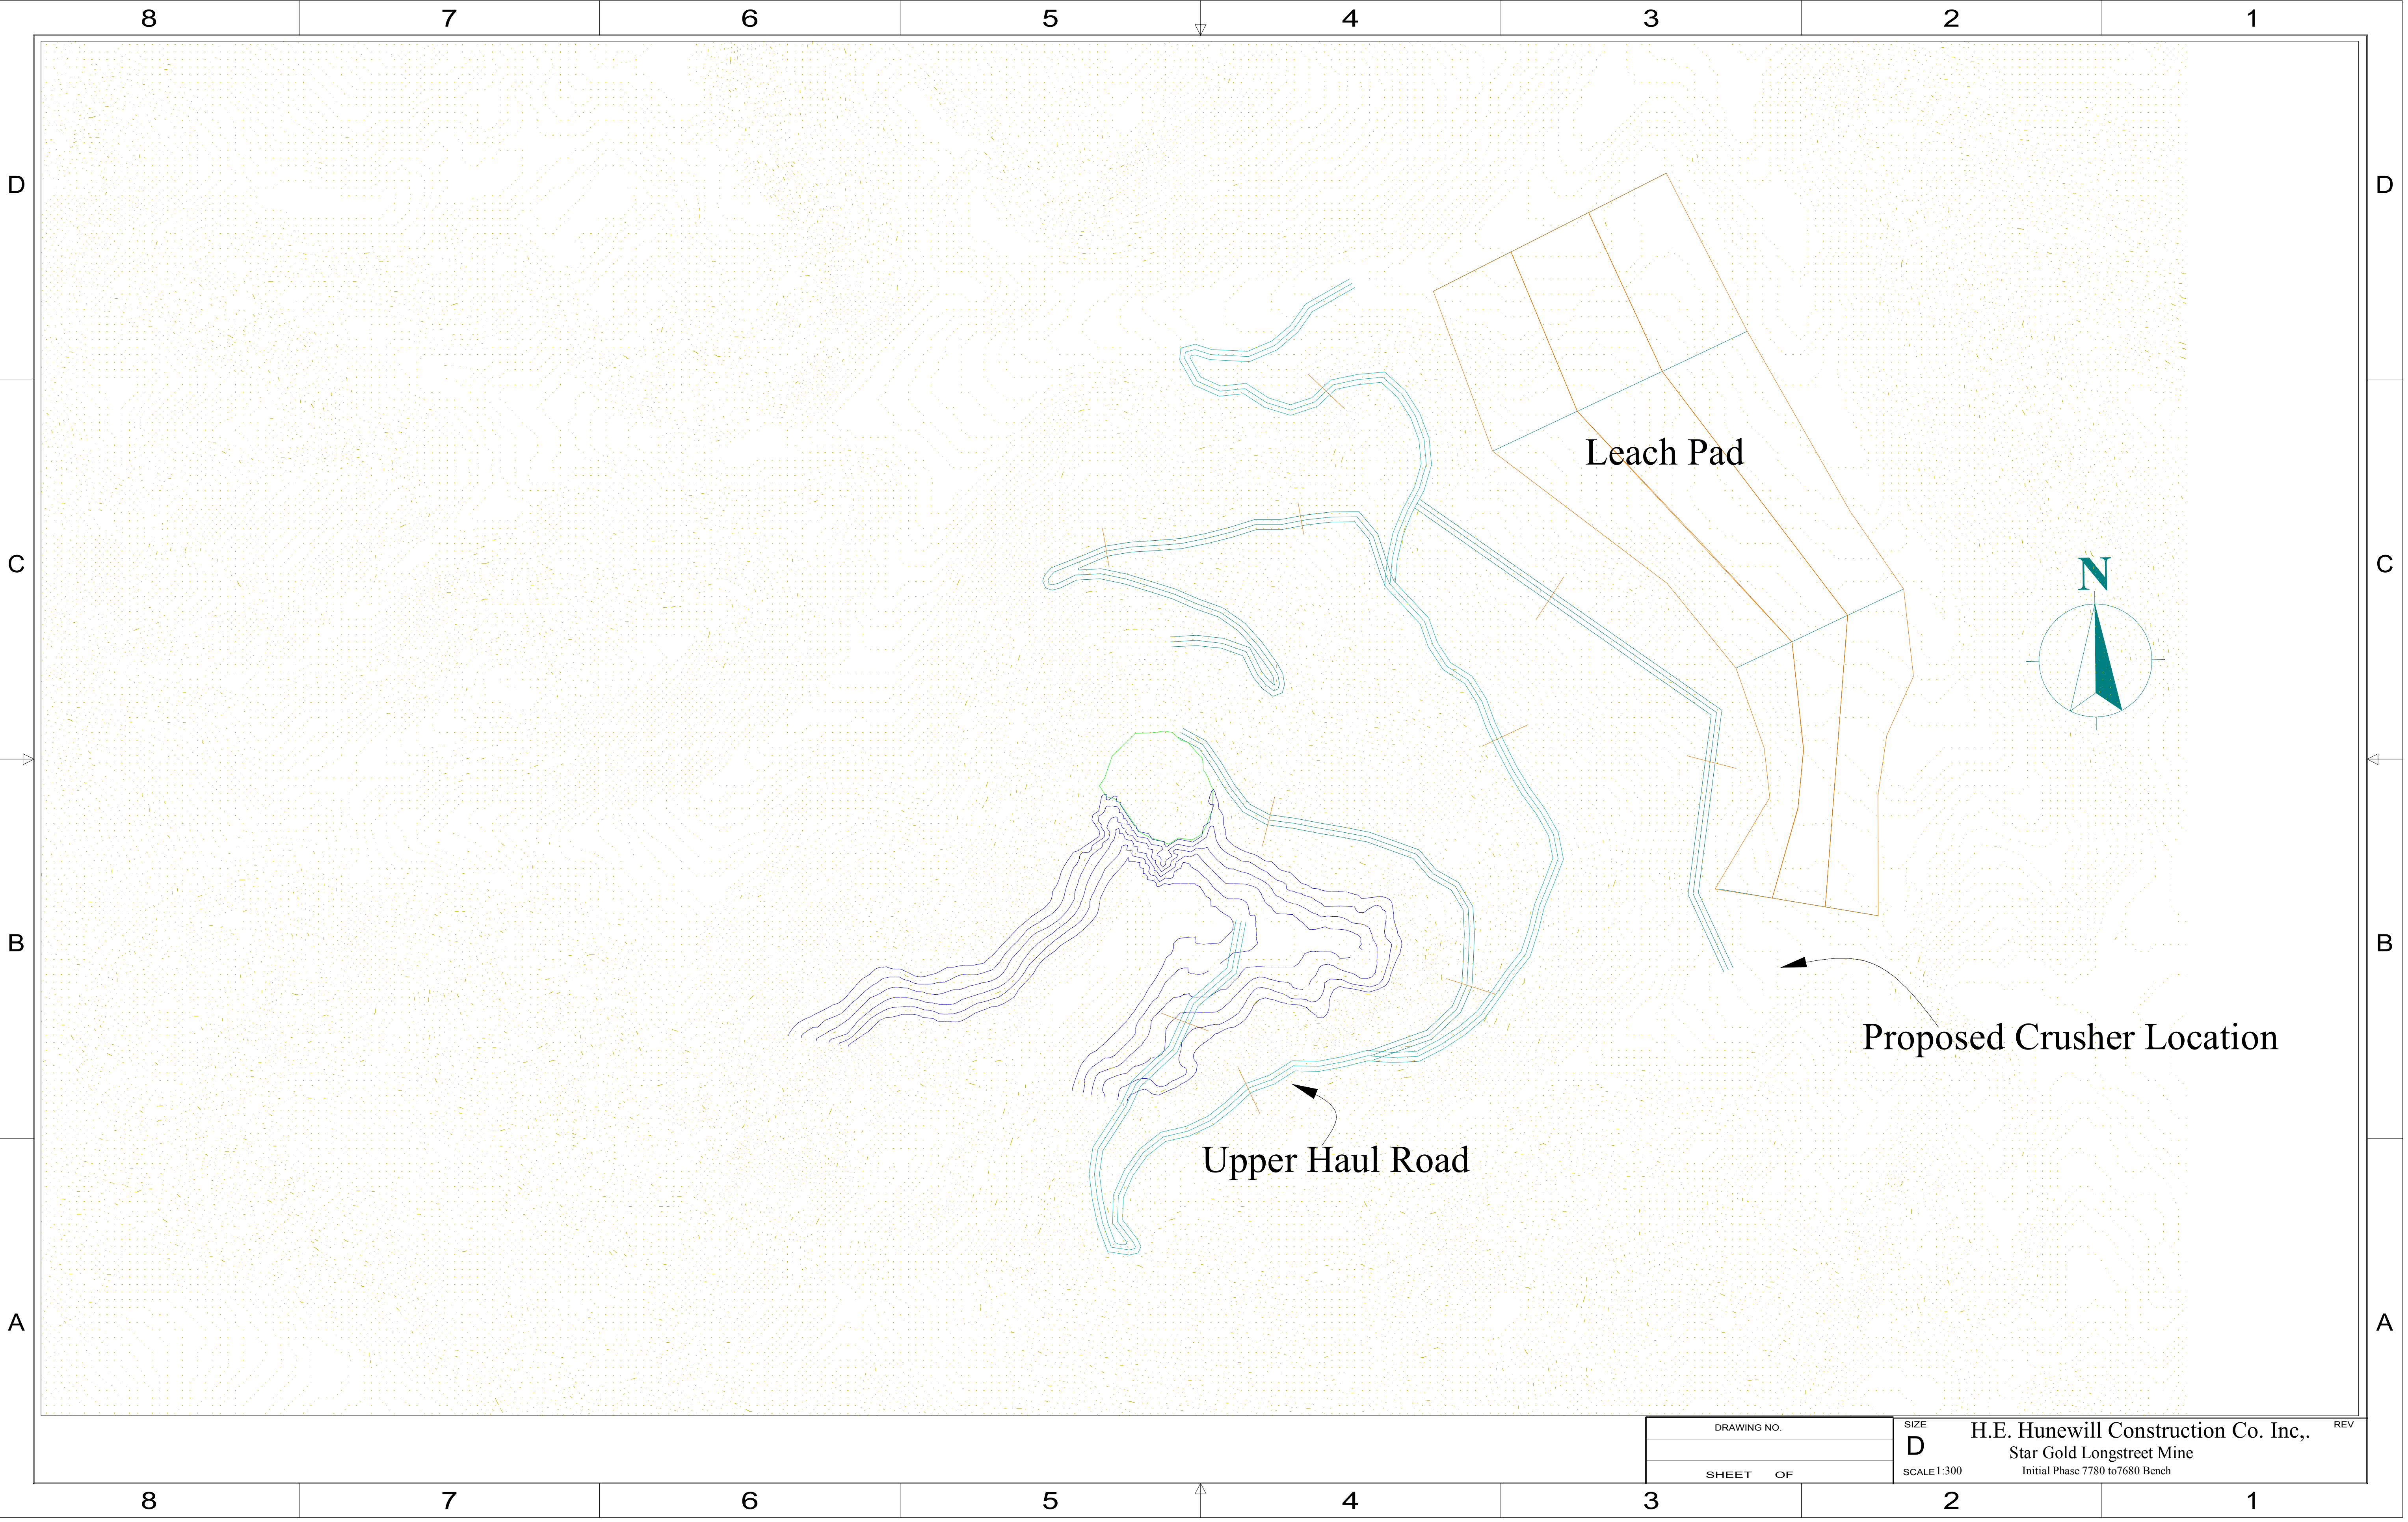 8 7 6 5 4 3 2 1
D D
Leach Pad
C C
N
B B
Proposed Crusher Location
Upper Haul Road
A A
DRAWING NO.
SHEET OF
SIZE
D
SCALE 1:300
H.E. Hunewill Construction Co. Inc,.
Star Gold Longstreet Mine
Initial Phase 7780 to7680 Bench
REV
8 7 6 5 4 3 2 1